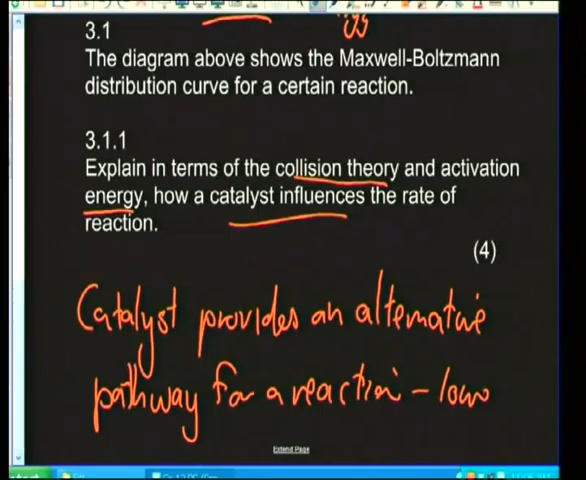 3.1
The diagram above shows the Maxwell-Boltzmann
distribution curve for a certain reaction.
3.1.1
Explain in terms of the collision theory and activation
energy, how a catalyst influences the rate of
reaction.
(4)
Catalyst provides an alternative
pathway for a reaction - low
Extend Page